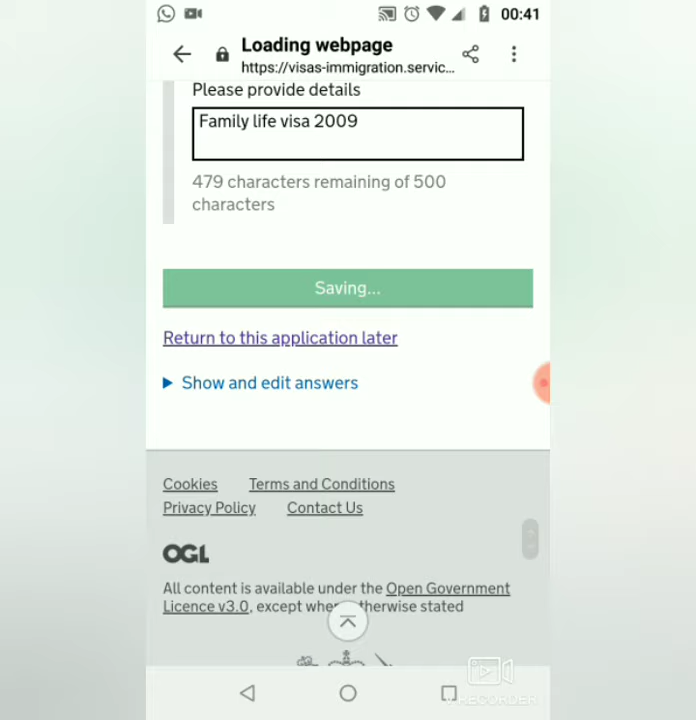 00:41
Loading webpage
https://visas-immigration.servic...
Please provide details
Family life visa 2009
479 characters remaining of 500
characters
Saving...
Return to this application later
Show and edit answers
Cookies Terms and Conditions
Privacy Policy Contact Us
OGL
All content is available under the Open Government
Licence v3.0, except where otherwise stated
V RECORDER